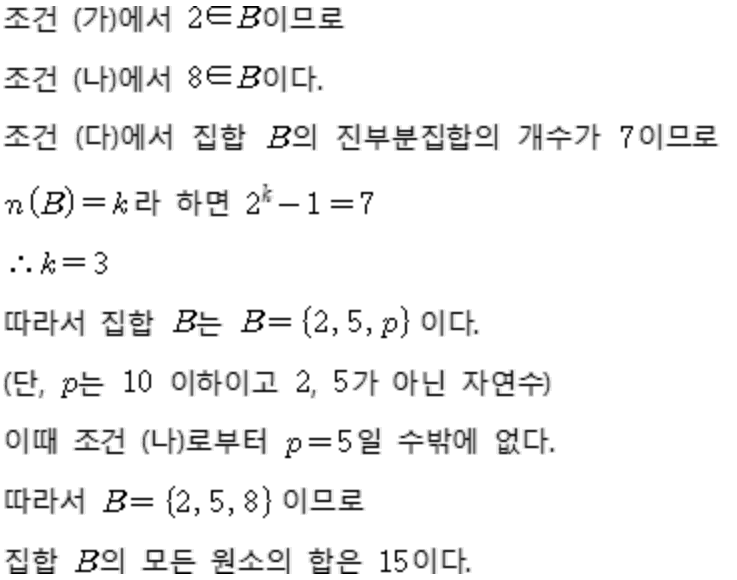 조건 (가)에서 2∈B이므로
조건 (나)에서 8∈B이다.
조건 (다)에서 집합 B의 진부분집합의 개수가 7이므로
n(B)=k라 하면 2^k−1=7
∴k=3
따라서 집합 B는 B={2, 5, p}이다.
(단, p는 10 이하이고 2, 5가 아닌 자연수)
이때 조건 (나)로부터 p=5일 수밖에 없다.
따라서 B={2, 5, 8}이므로
집합 B의 모든 원소의 합은 15이다.